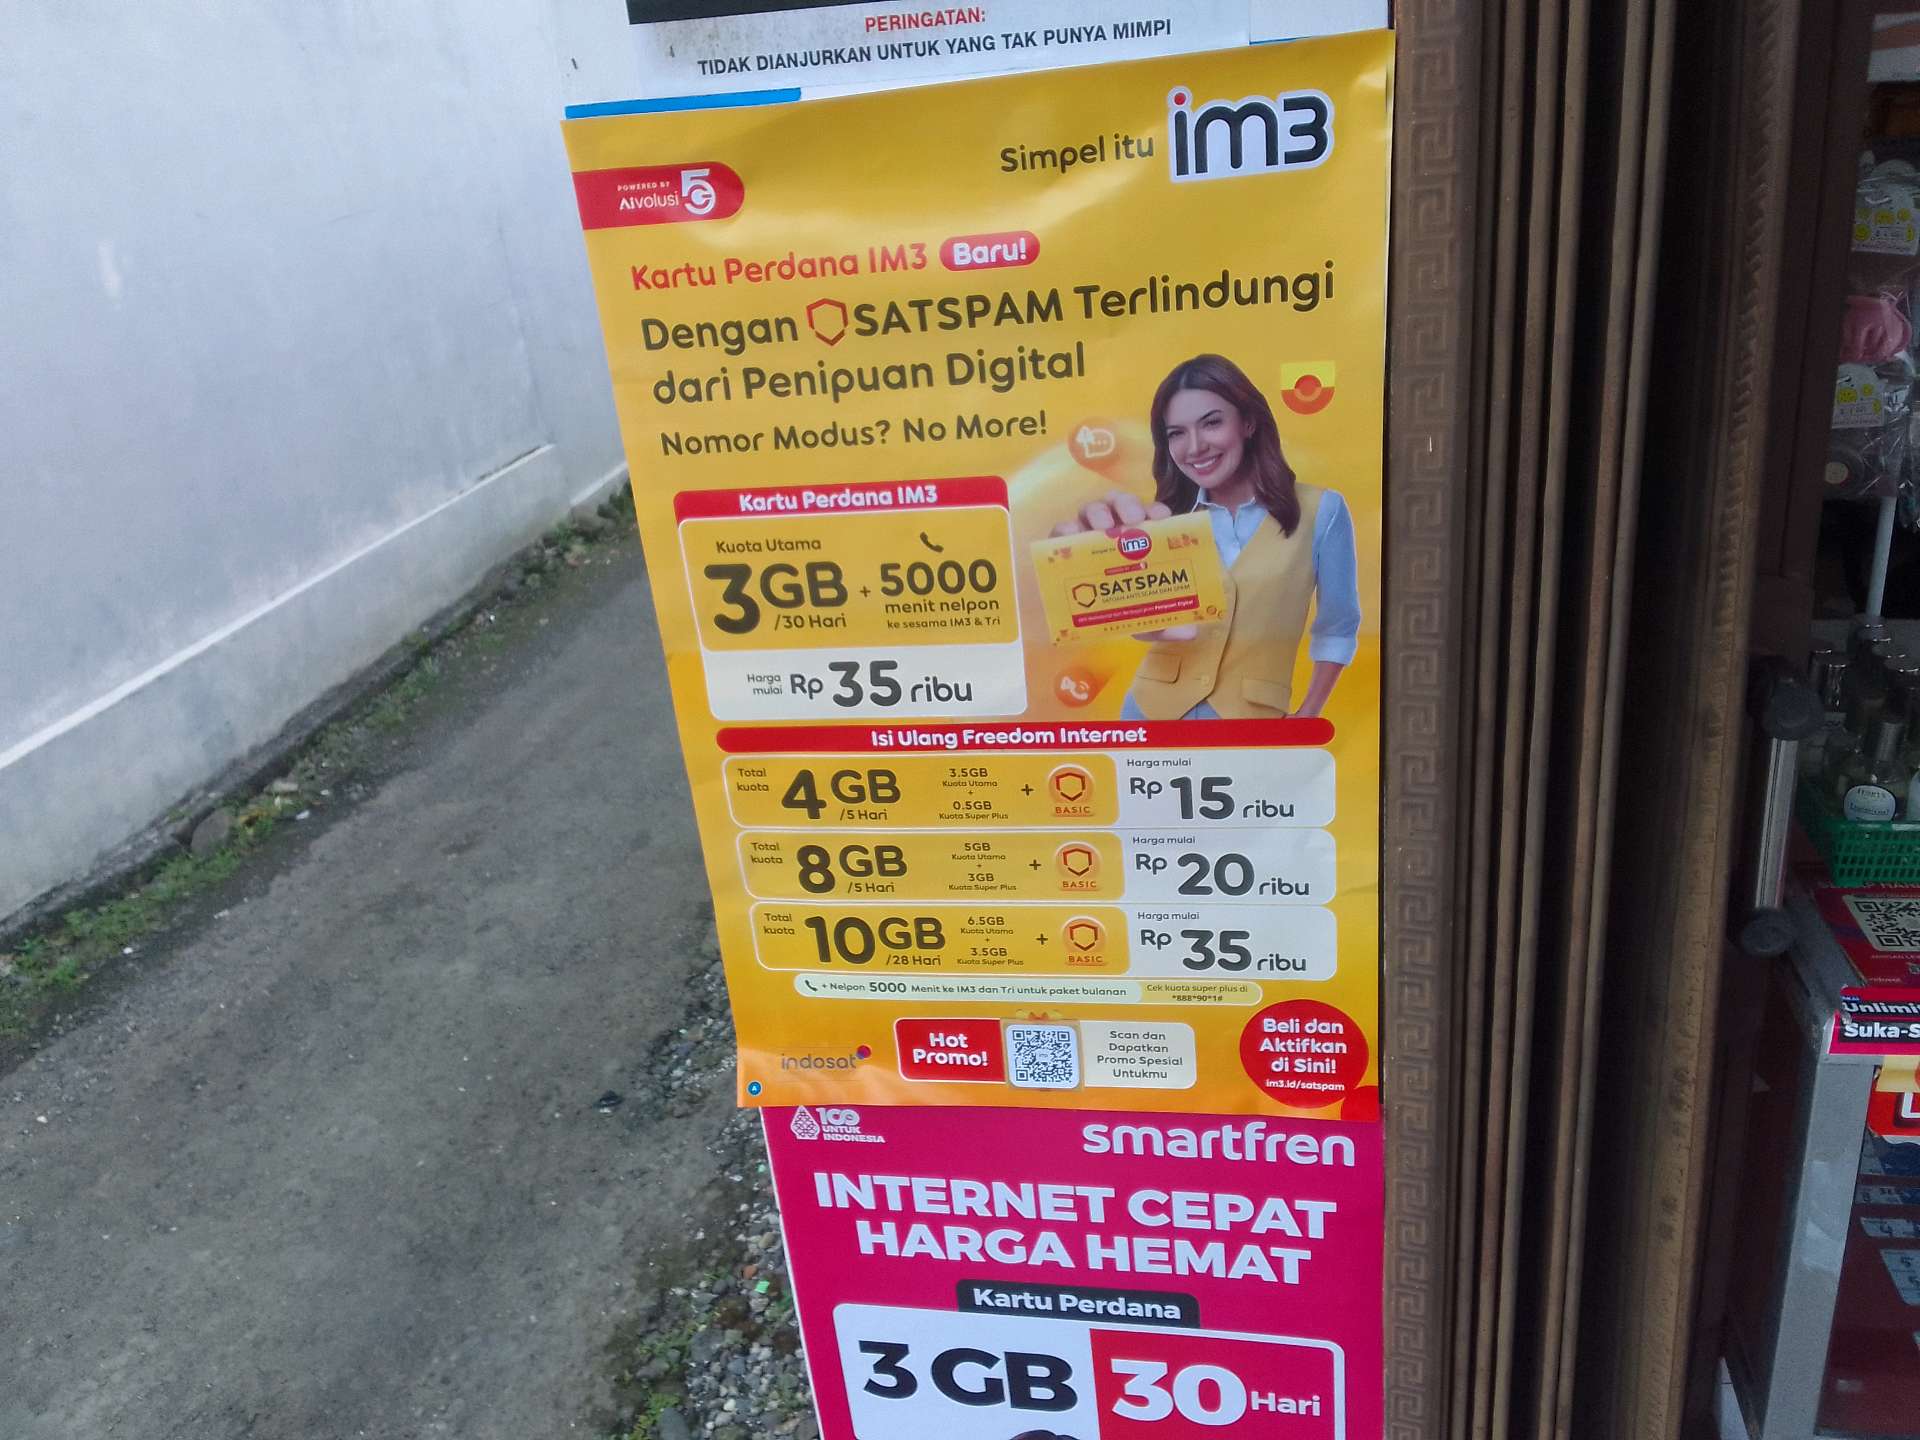 PERINGATAN:
TIDAK DIANJURKAN UNTUK YANG TAK PUNYA MIMPI
Simpel itu im3
POWERED BY
AIvolusi 5G
Kartu Perdana IM3 Baru!
Dengan SATSPAM Terlindungi
dari Penipuan Digital
Nomor Modus? No More!
Kartu Perdana IM3
Kuota Utama
3GB /30 Hari + 5000 menit nelpon
ke sesama IM3 & Tri
Harga mulai Rp 35 ribu
Simpel itu im3
SATSPAM
Isi Ulang Freedom Internet
Total kuota 4GB /5 Hari 3.5GB Kuota Utama + 0.5GB Kuota Super Plus + BASIC Harga mulai Rp 15 ribu
Total kuota 8GB /5 Hari 5GB Kuota Utama + 3GB Kuota Super Plus + BASIC Harga mulai Rp 20 ribu
Total kuota 10GB /28 Hari 6.5GB Kuota Utama + 3.5GB Kuota Super Plus + BASIC Harga mulai Rp 35 ribu
+ Nelpon 5000 Menit ke IM3 dan Tri untuk paket bulanan
Cek kuota super plus di
*888*90*1#
indosat
Hot
Promo!
Scan dan
Dapatkan
Promo Spesial
Untukmu
Beli dan
Aktifkan
di Sini!
im3.id/satspam
100
UNTUK
INDONESIA
smartfren
INTERNET CEPAT
HARGA HEMAT
Kartu Perdana
3 GB 30 Hari